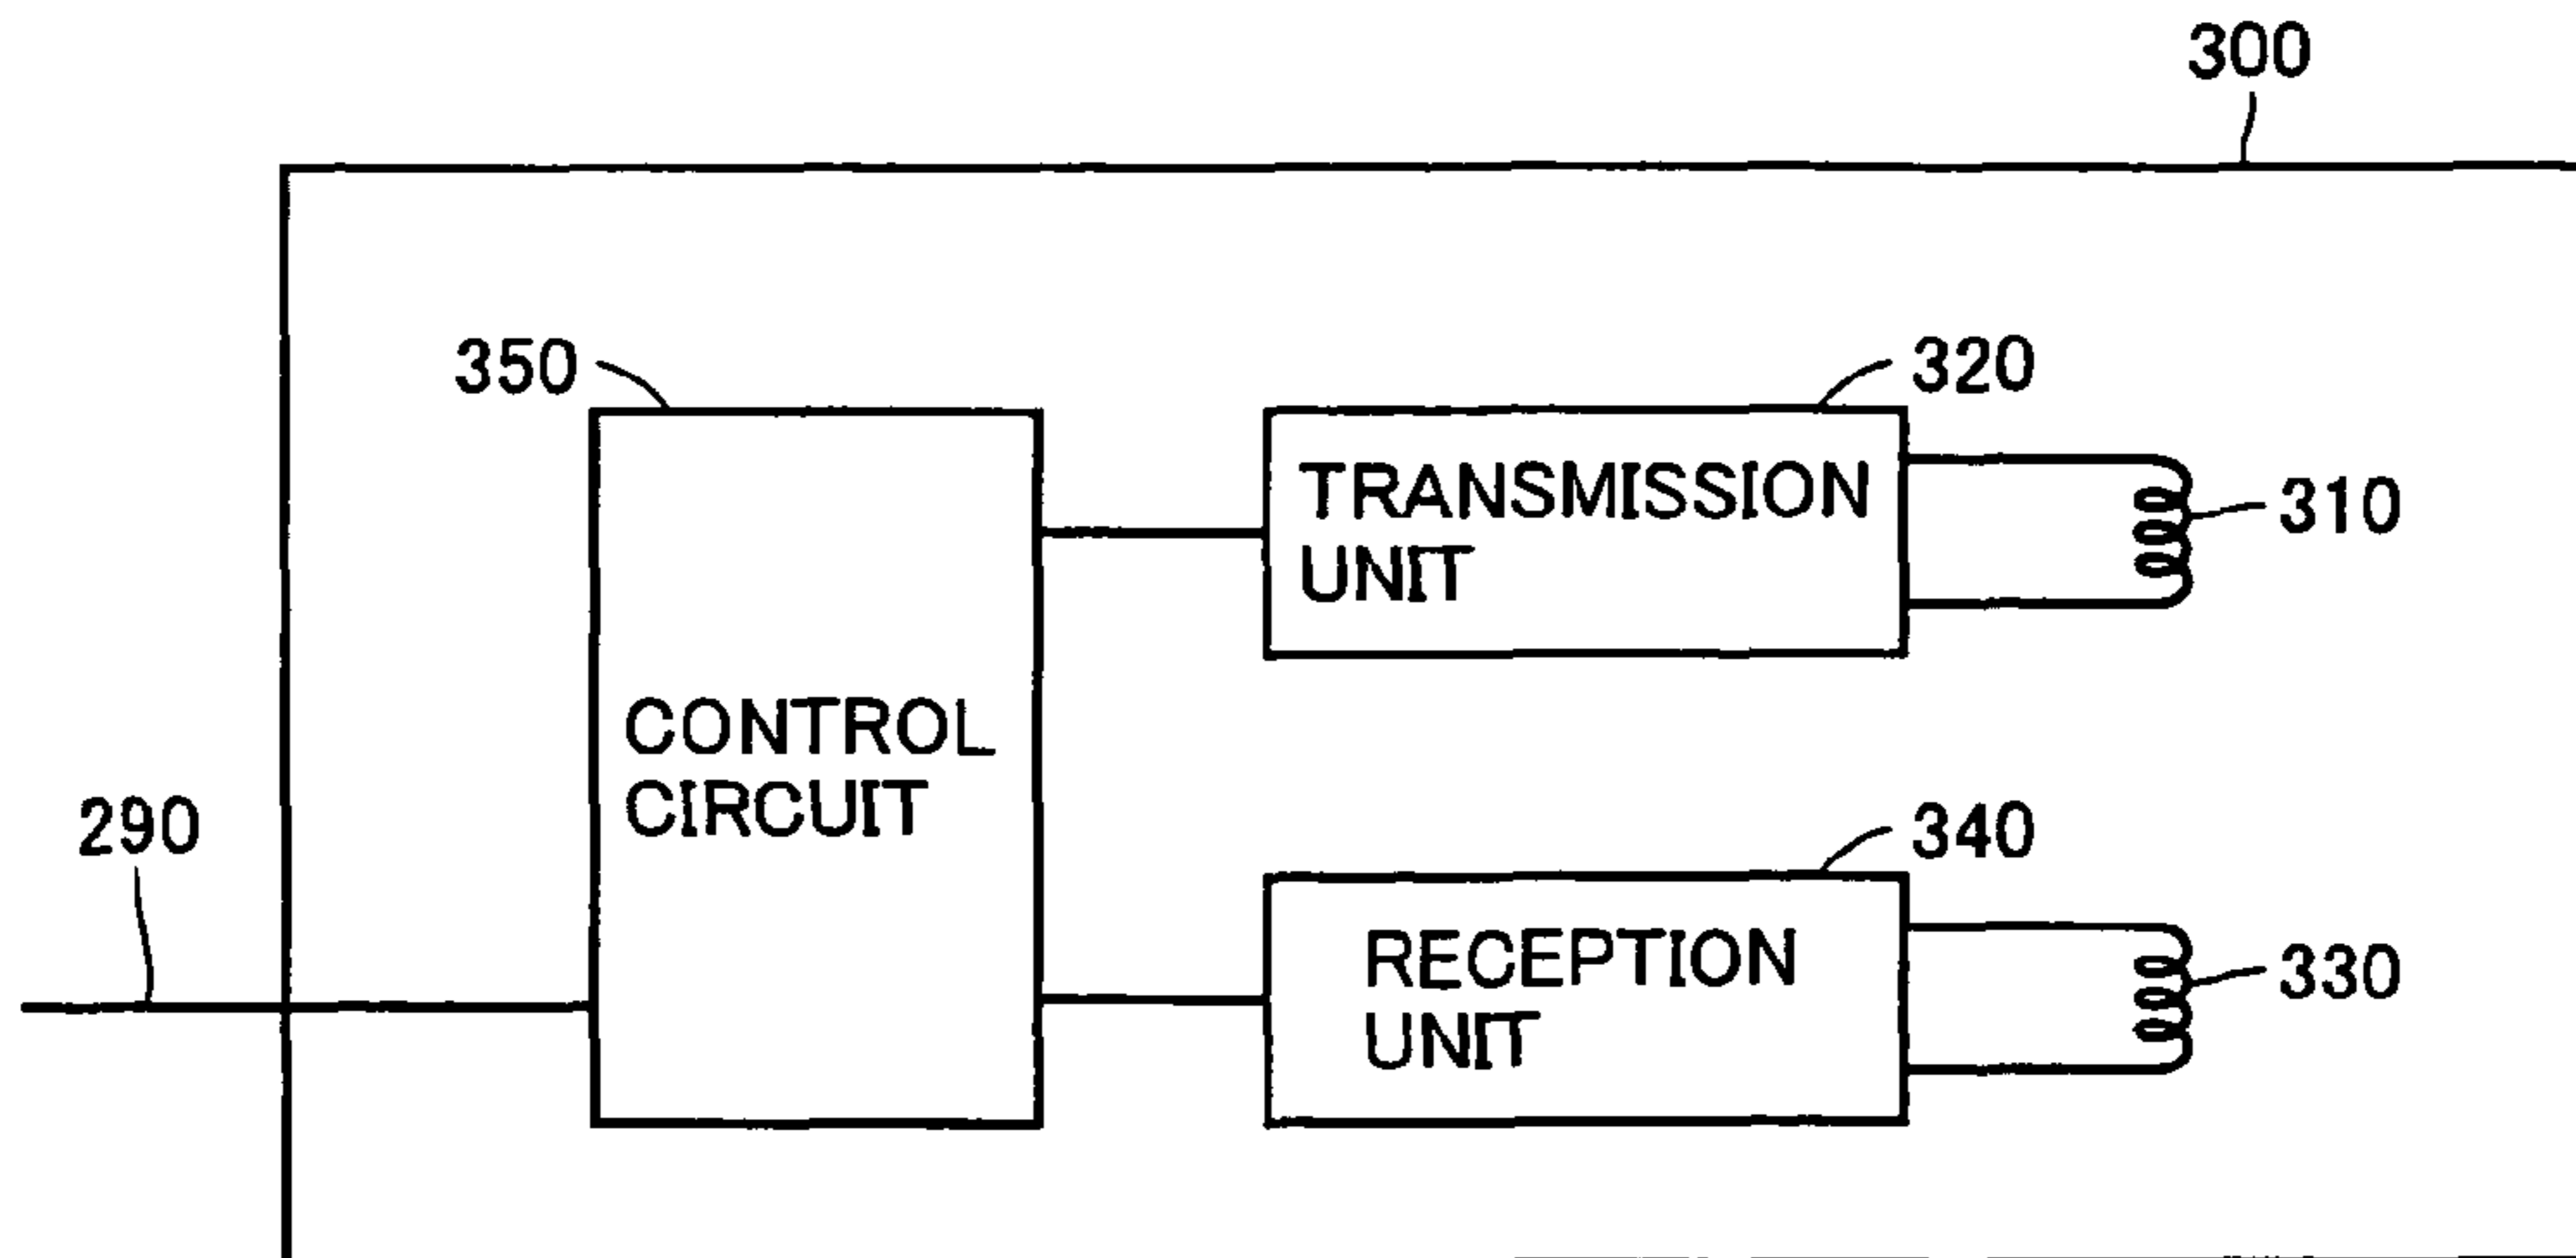 300
350
320
TRANSMISSION
UNIT
310
CONTROL
CIRCUIT
290
340
RECEPTION
UNIT
330